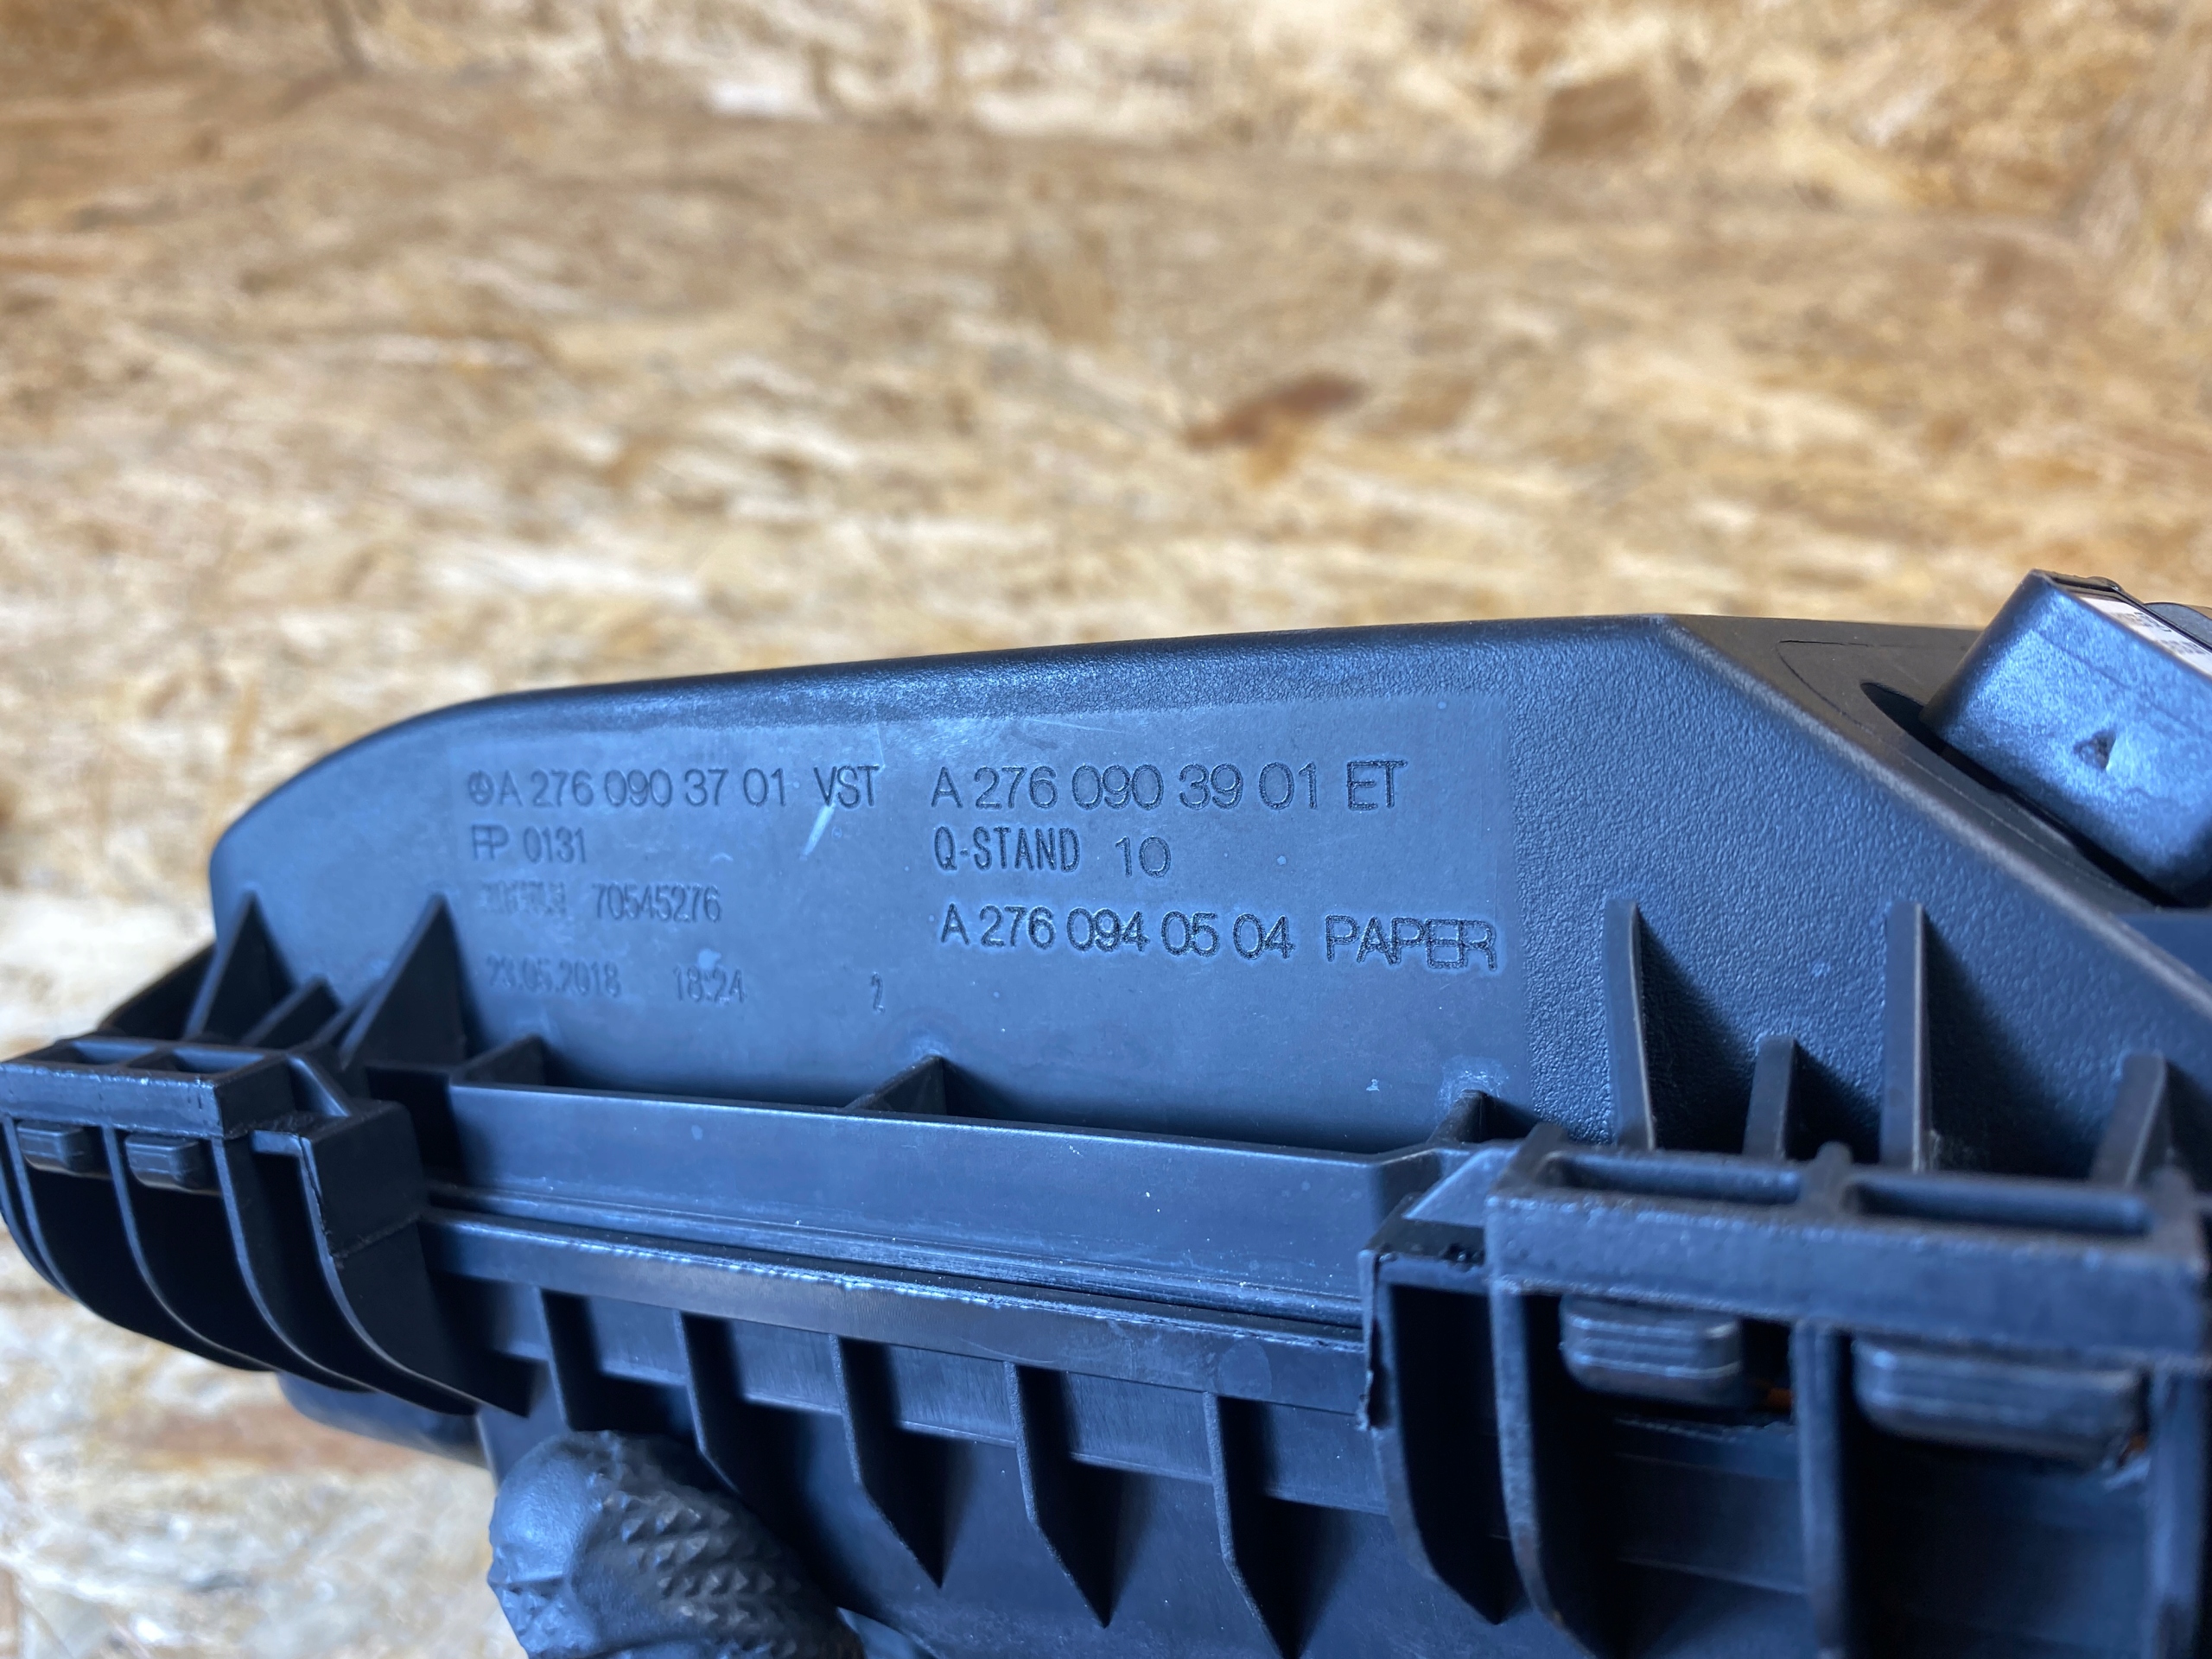 A 276 090 37 01 VST
A 276 090 39 01 ET
FP 0131
Q-STAND 10
70545276
A 276 094 05 04 PAPER
23.05.2018 18:24 2